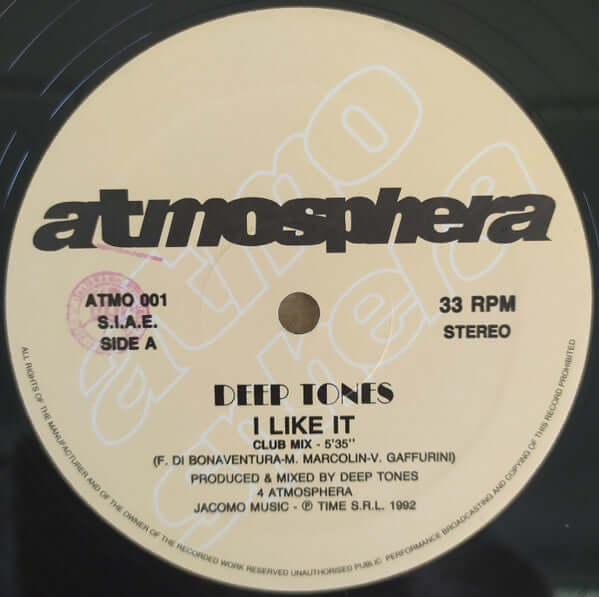 atmo
sphera
atmosphera
ATMO 001
S.I.A.E.
SIDE A
33 RPM
STEREO
DEEP TONES
I LIKE IT
CLUB MIX - 5'35''
(F. DI BONAVENTURA-M. MARCOLIN-V. GAFFURINI)
PRODUCED & MIXED BY DEEP TONES
4 ATMOSPHERA
JACOMO MUSIC - ℗ TIME S.R.L. 1992
ALL RIGHTS OF THE MANUFACTURER AND OF THE OWNER OF THE RECORDED WORK RESERVED UNAUTHORISED PUBLIC PERFORMANCE BROADCASTING AND COPYING OF THIS RECORD PROHIBITED